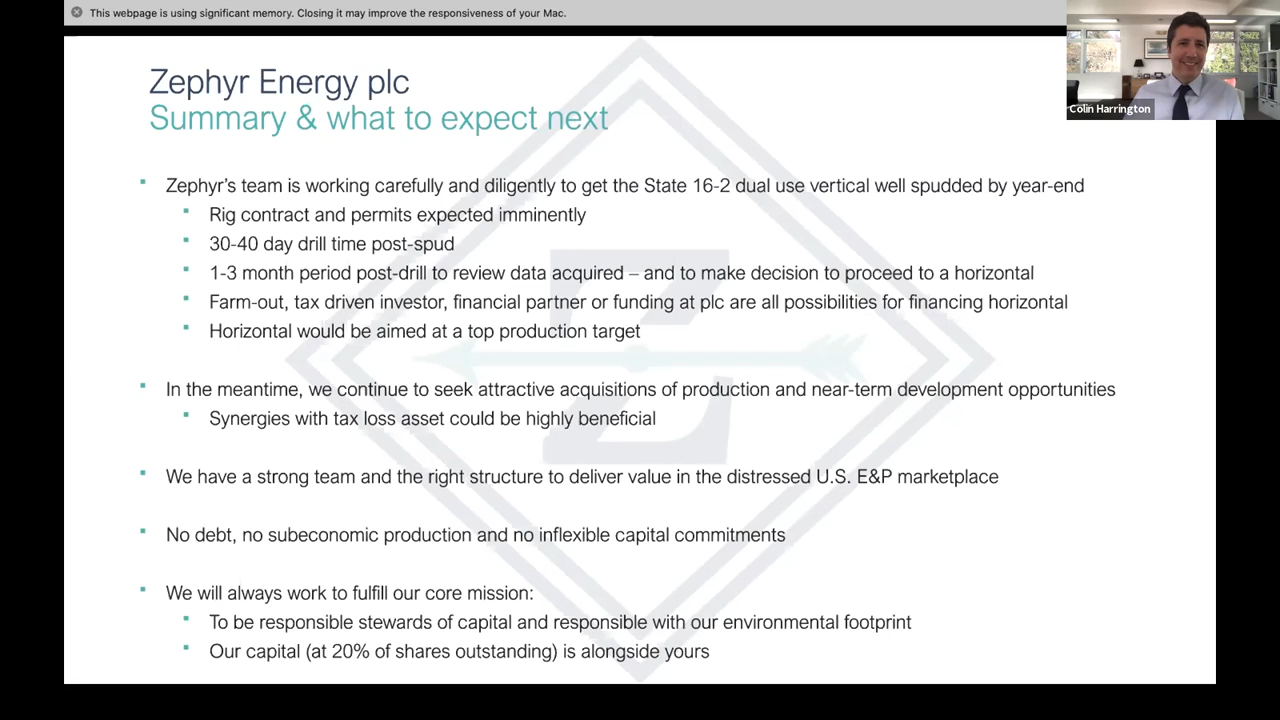 This webpage is using significant memory. Closing it may improve the responsiveness of your Mac.
Colin Harrington
Zephyr Energy plc
Summary & what to expect next
Zephyr's team is working carefully and diligently to get the State 16-2 dual use vertical well spudded by year-end
Rig contract and permits expected imminently
30-40 day drill time post-spud
1-3 month period post-drill to review data acquired – and to make decision to proceed to a horizontal
Farm-out, tax driven investor, financial partner or funding at plc are all possibilities for financing horizontal
Horizontal would be aimed at a top production target
In the meantime, we continue to seek attractive acquisitions of production and near-term development opportunities
Synergies with tax loss asset could be highly beneficial
We have a strong team and the right structure to deliver value in the distressed U.S. E&P marketplace
No debt, no subeconomic production and no inflexible capital commitments
We will always work to fulfill our core mission:
To be responsible stewards of capital and responsible with our environmental footprint
Our capital (at 20% of shares outstanding) is alongside yours